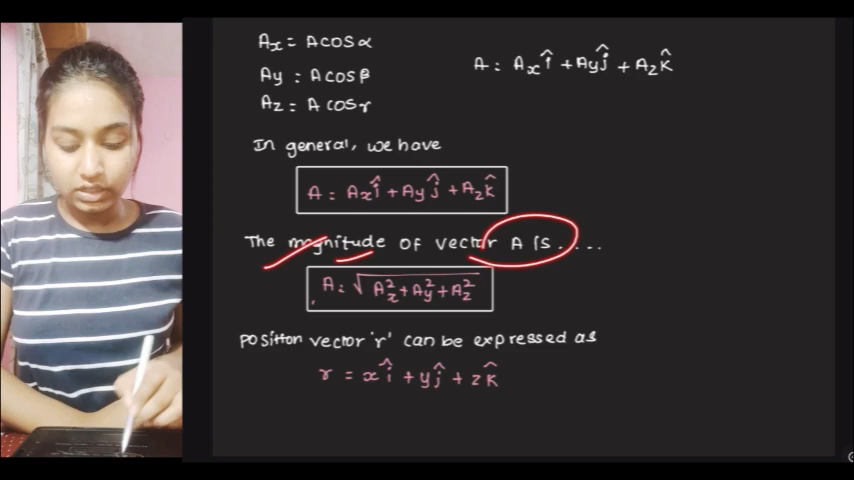 Ax = A cos α
Ay = A cos β
Az = A cos γ
A = Ax î + Ay ĵ + Az k̂
In general, we have
A = Ax î + Ay ĵ + Az k̂
The magnitude of vector A is....
A = √Az² + Ay² + Az²
Position vector 'r' can be expressed as
r = x î + y ĵ + z k̂